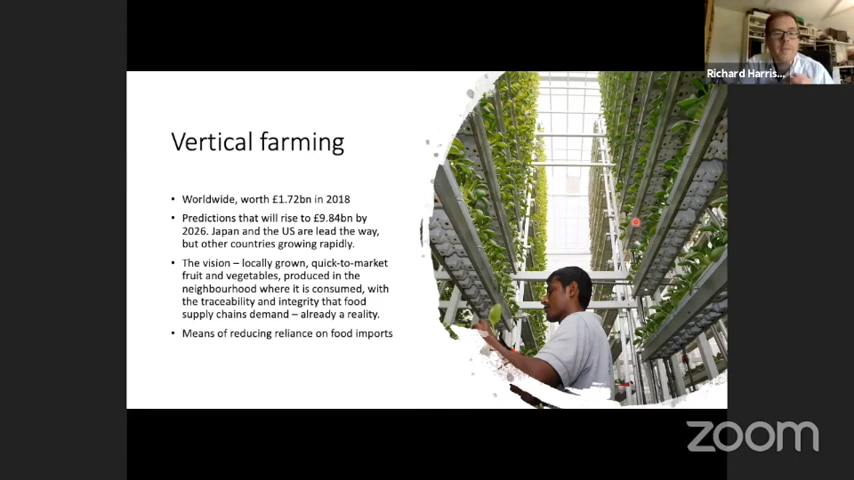 Richard Harris...
Vertical farming
• Worldwide, worth £1.72bn in 2018
• Predictions that will rise to £9.84bn by
2026. Japan and the US are lead the way,
but other countries growing rapidly.
• The vision – locally grown, quick-to-market
fruit and vegetables, produced in the
neighbourhood where it is consumed, with
the traceability and integrity that food
supply chains demand – already a reality.
• Means of reducing reliance on food imports
zoom